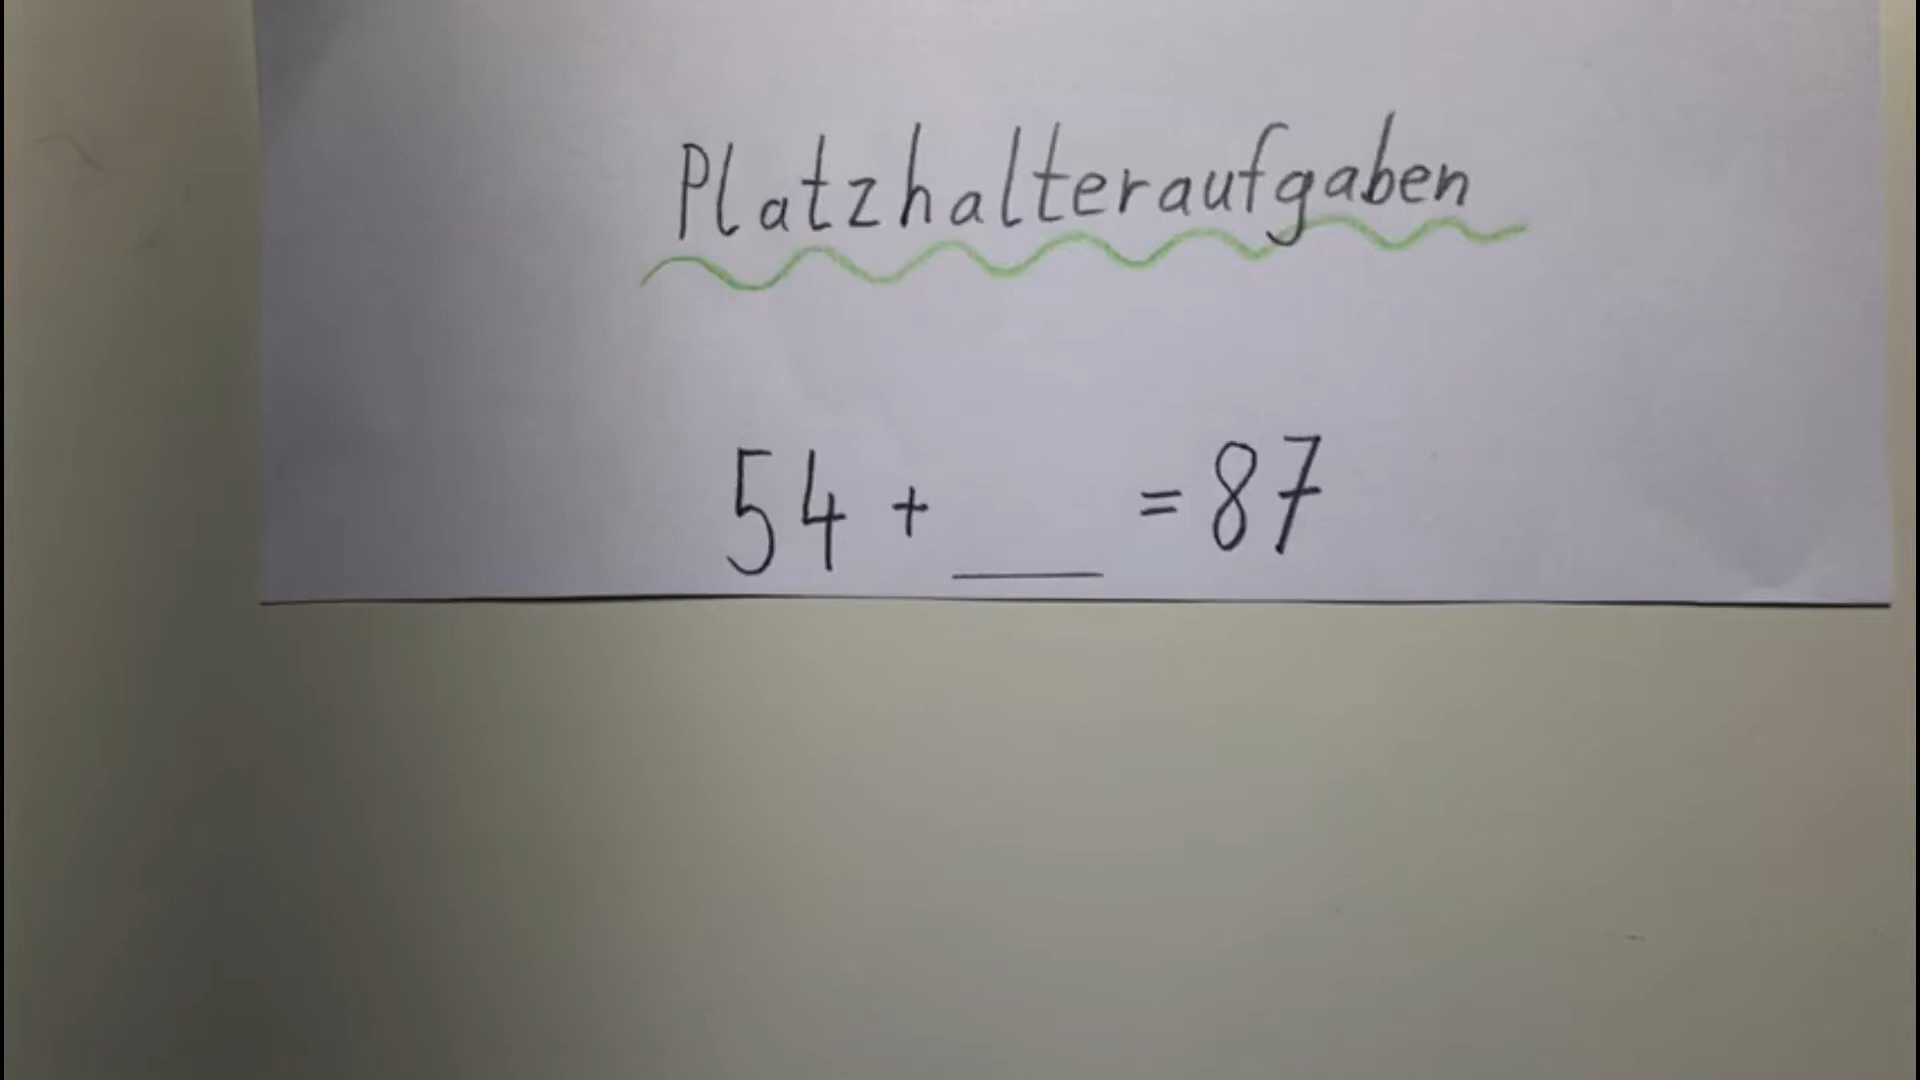 Platzhalteraufgaben
54 + ___ = 87